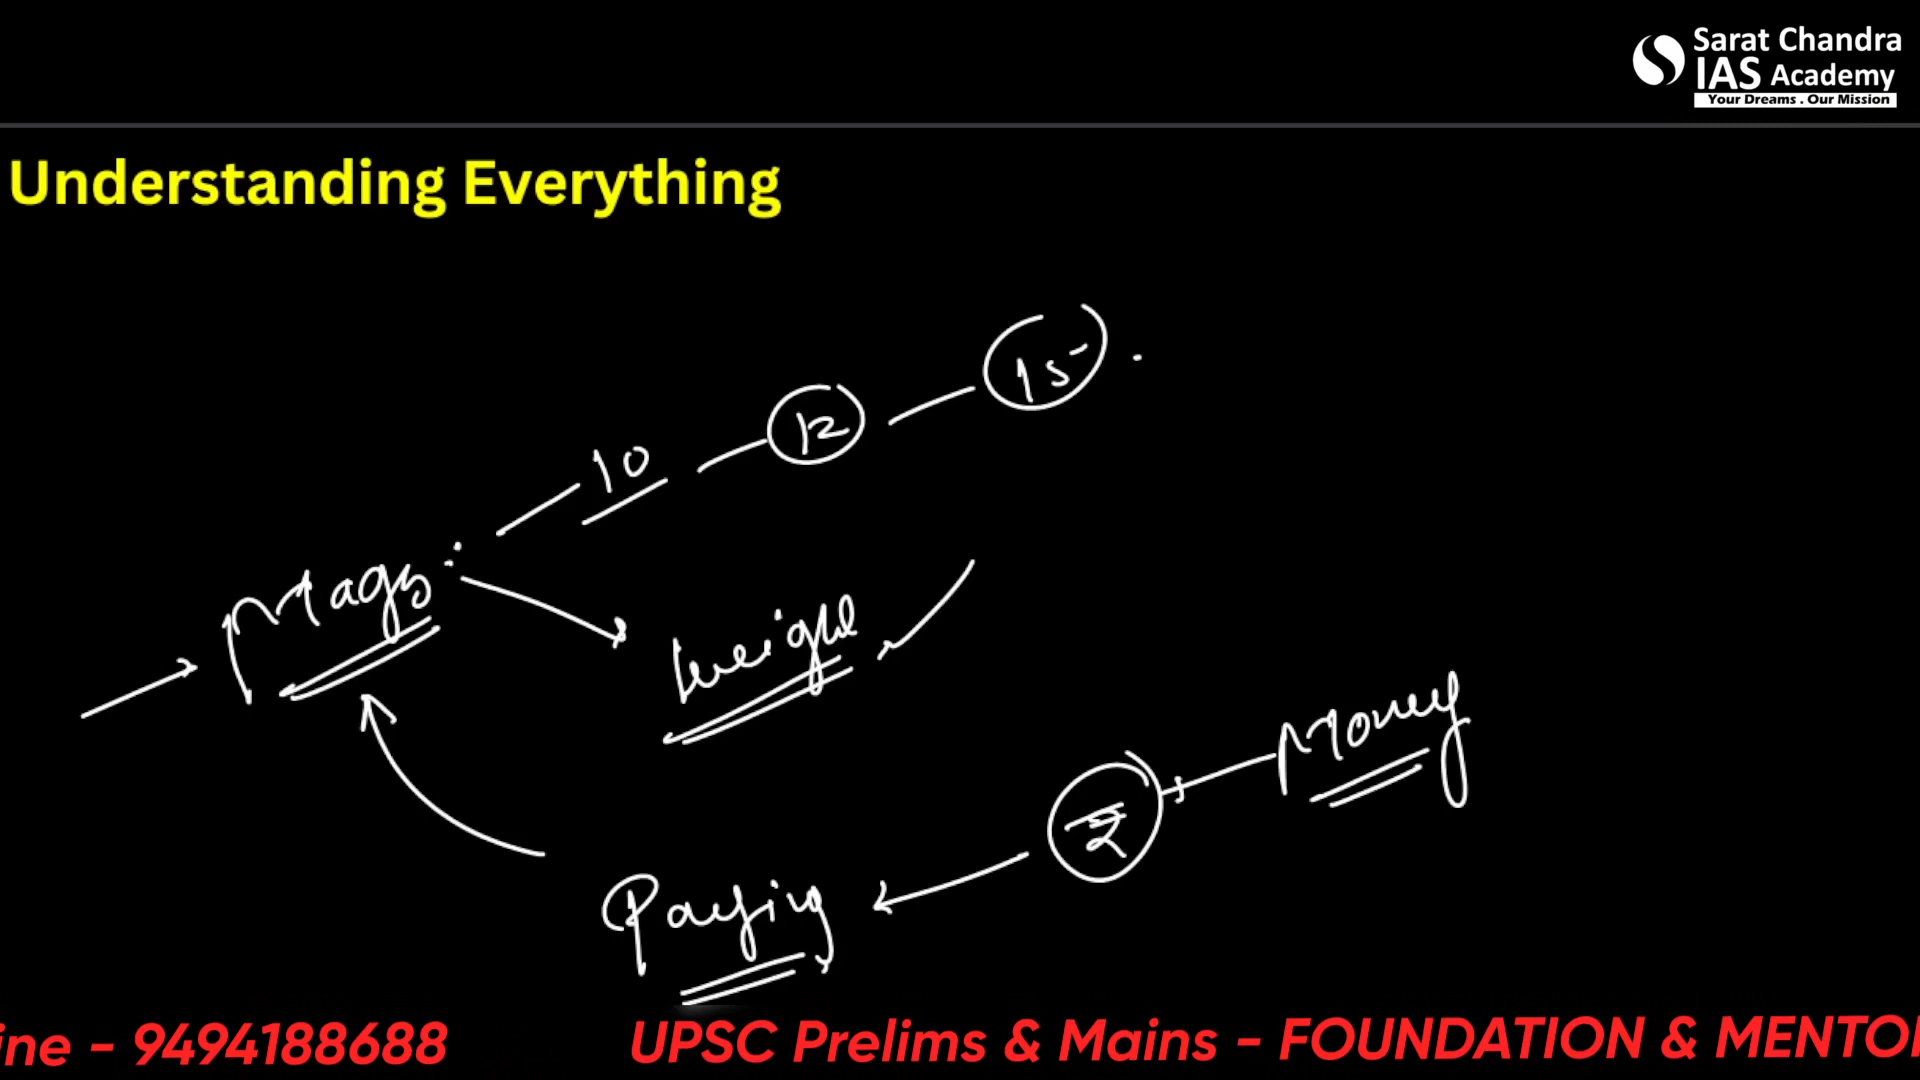 Sarat Chandra
IAS Academy
Your Dreams . Our Mission
Understanding Everything
10
12
15
Mags
weight
Money
₹
Paying
ine - 9494188688 UPSC Prelims & Mains - FOUNDATION & MENTO